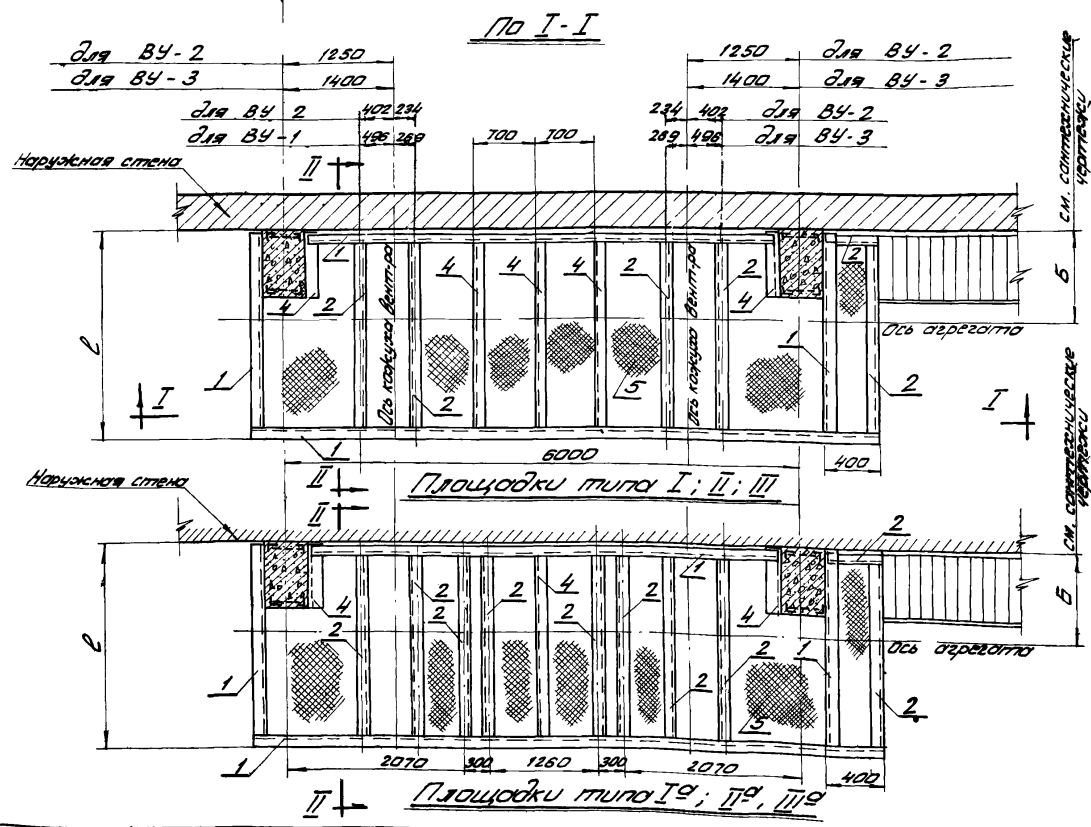 По I-I
для ВУ-2 1250 1250 для ВУ-2
для ВУ-3 1400 1400 для ВУ-3
для ВУ 2 402 234 234 402 для ВУ-2
для ВУ-1 496 269 700 700 269 496 для ВУ-3
Наружная стена II
см. сантехнические чертежи
1 2
4 2 4 4 4 2 2 4
Б
Ось агрегата
l
Ось кожуха вент-ра
Ось кожуха вент-ра
1 2 5 1 2
I I
1
6000 400
II
Площадки типа I; II; III
Наружная стена
II
см. сантехнические чертежи
2
1
4 2 2 2 4 2 2 4
Б
l
Ось агрегата
1 2 2 2 1 2
5
1
2070 300 1260 300 2070 400
II
Площадки типа Iа; IIа, IIIа